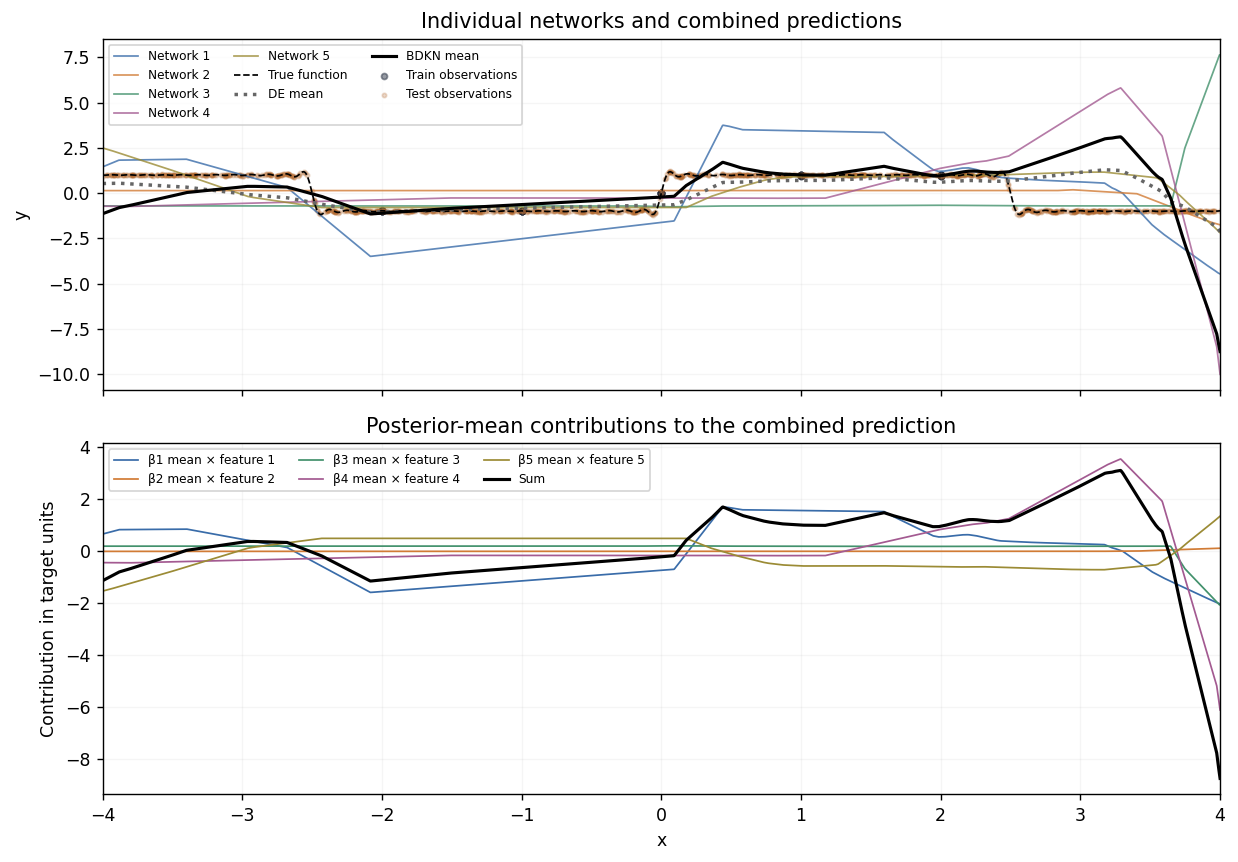 Individual networks and combined predictions
Network 1 Network 5 BDKN mean
Network 2 True function Train observations
Network 3 DE mean Test observations
Network 4
7.5
5.0
2.5
0.0
−2.5
−5.0
−7.5
−10.0
y
Posterior-mean contributions to the combined prediction
β1 mean × feature 1 β3 mean × feature 3 β5 mean × feature 5
β2 mean × feature 2 β4 mean × feature 4 Sum
4
2
0
−2
−4
−6
−8
Contribution in target units
−4 −3 −2 −1 0 1 2 3 4
x